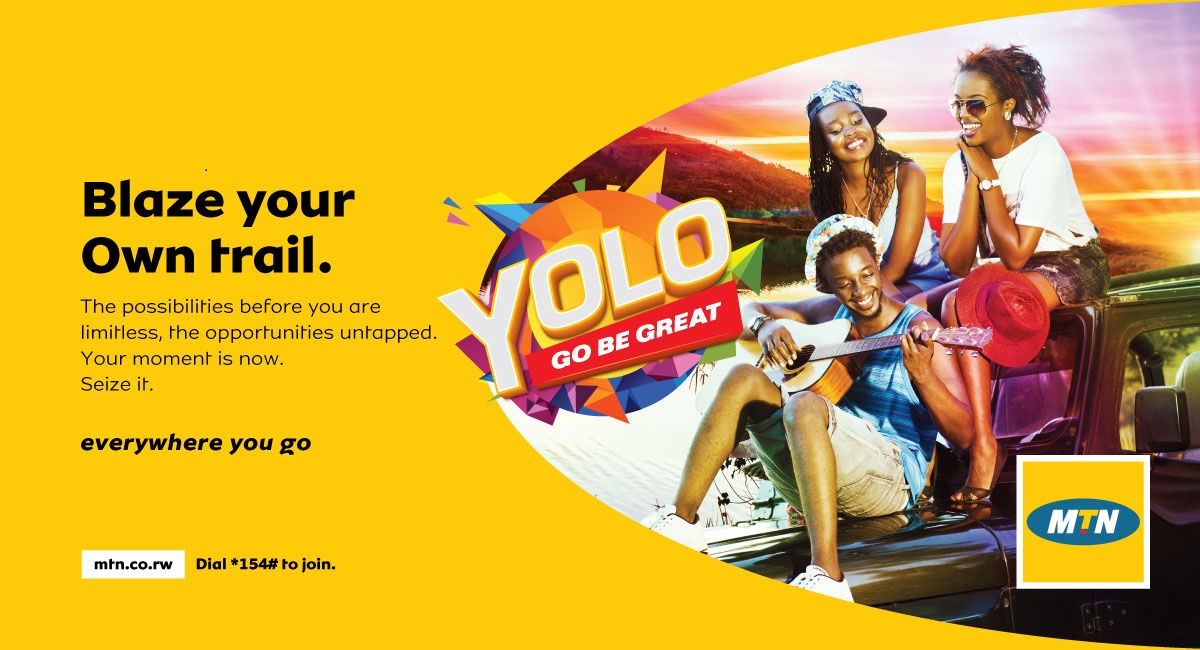 Blaze your
Own trail.
The possibilities before you are
limitless, the opportunities untapped.
Your moment is now.
Seize it.
everywhere you go
mtn.co.rw Dial *154# to join.
YOLO
GO BE GREAT
MTN